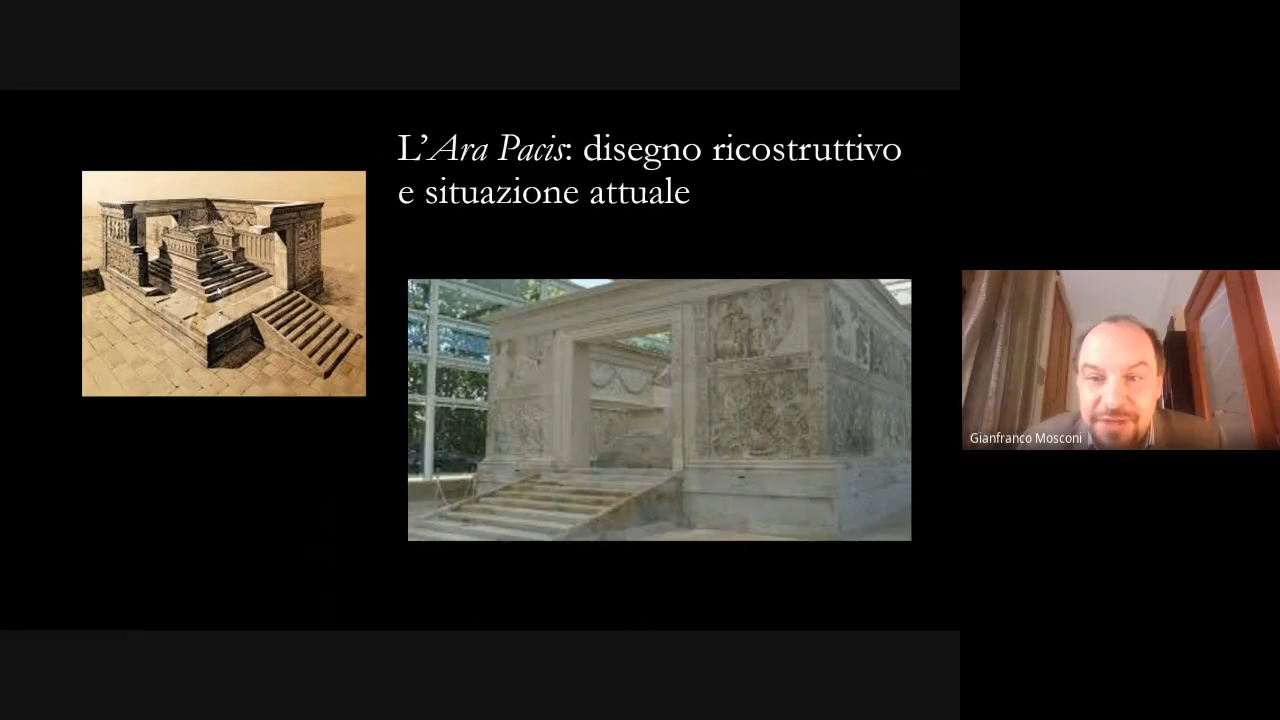 L’Ara Pacis: disegno ricostruttivo
e situazione attuale
Gianfranco Mosconi